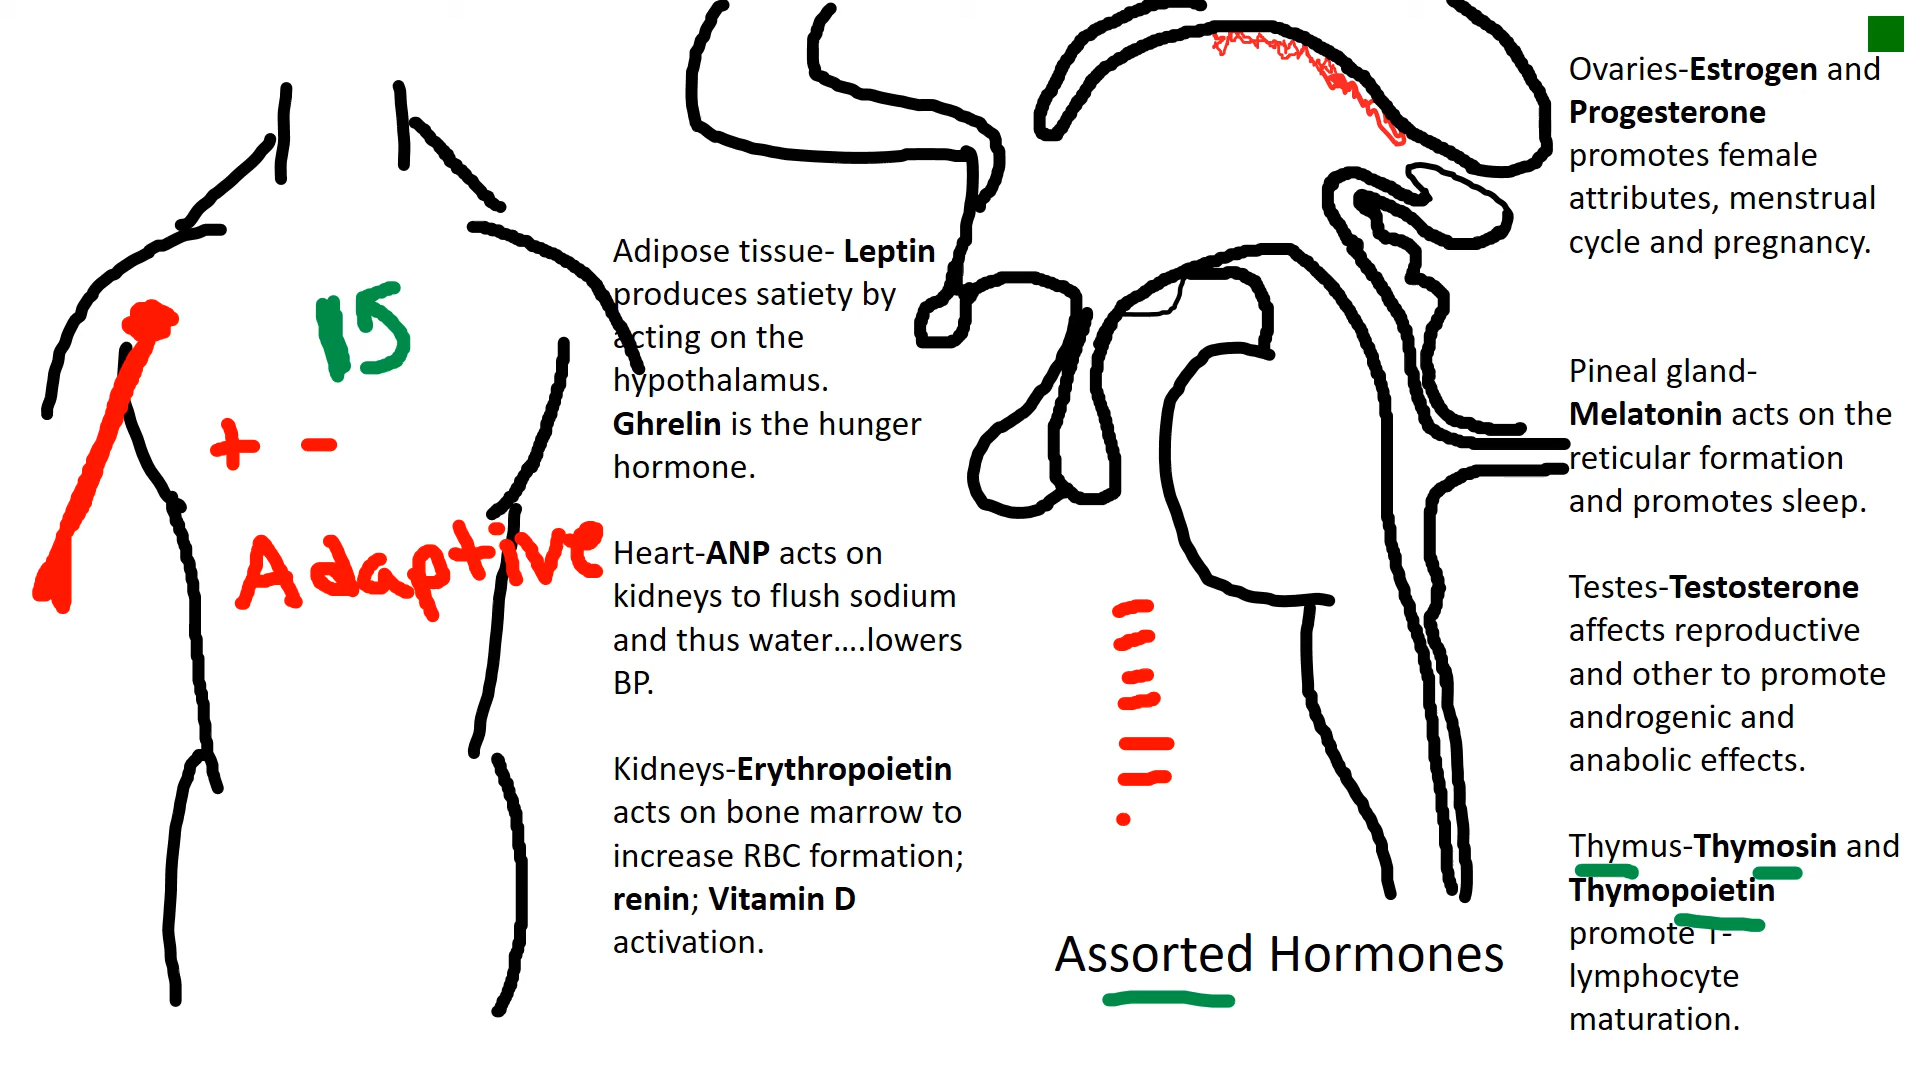 15
+ -
Adaptive
Adipose tissue- Leptin
produces satiety by
acting on the
hypothalamus.
Ghrelin is the hunger
hormone.
Heart-ANP acts on
kidneys to flush sodium
and thus water....lowers
BP.
Kidneys-Erythropoietin
acts on bone marrow to
increase RBC formation;
renin; Vitamin D
activation.
Assorted Hormones
Ovaries-Estrogen and
Progesterone
promotes female
attributes, menstrual
cycle and pregnancy.
Pineal gland-
Melatonin acts on the
reticular formation
and promotes sleep.
Testes-Testosterone
affects reproductive
and other to promote
androgenic and
anabolic effects.
Thymus-Thymosin and
Thymopoietin
promote T-
lymphocyte
maturation.